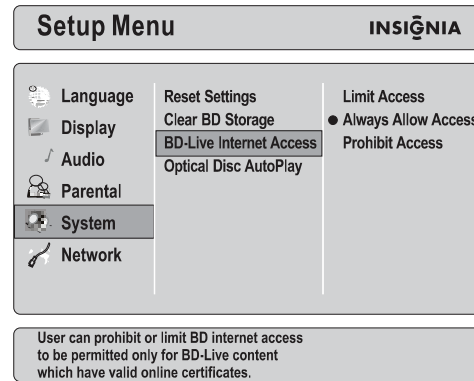 Setup Menu
INSIGNIA
Language
Display
Audio
Parental
System
Network
Reset Settings
Clear BD Storage
BD-Live Internet Access
Optical Disc AutoPlay
Limit Access
Always Allow Access
Prohibit Access
User can prohibit or limit BD internet access
to be permitted only for BD-Live content
which have valid online certificates.